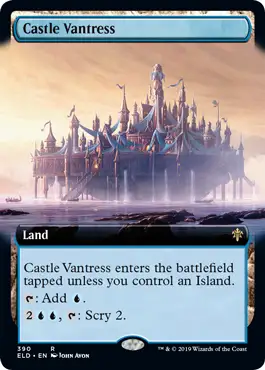 Castle Vantress
Land
Castle Vantress enters the battlefield
tapped unless you control an Island.
: Add .
2 , : Scry 2.
390 R
ELD • EN JOHN AVON
™ & © 2019 Wizards of the Coast